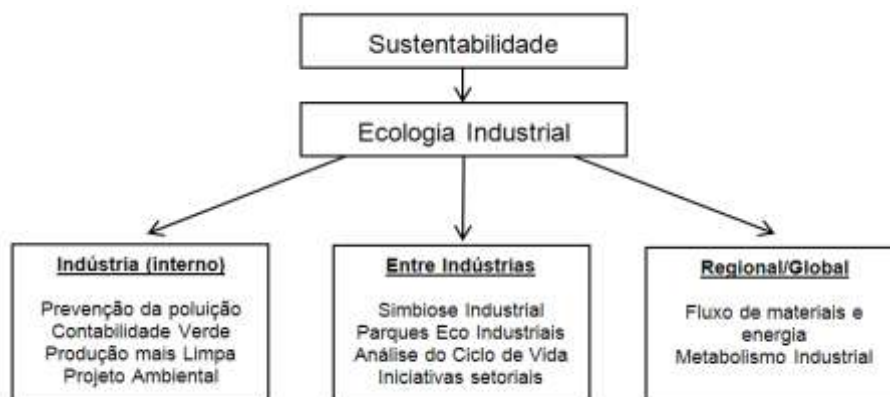 Sustentabilidade
Ecologia Industrial
Indústria (interno)
Prevenção da poluição
Contabilidade Verde
Produção mais Limpa
Projeto Ambiental
Entre Indústrias
Simbiose Industrial
Parques Eco Industriais
Análise do Ciclo de Vida
Iniciativas setoriais
Regional/Global
Fluxo de materiais e
energia
Metabolismo Industrial